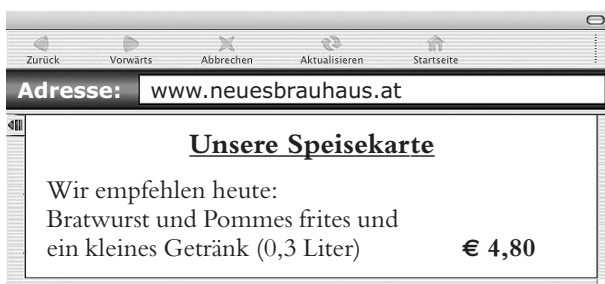 Zurück Vorwärts Abbrechen Aktualisieren Startseite
Adresse: www.neuesbrauhaus.at
Unsere Speisekarte
Wir empfehlen heute:
Bratwurst und Pommes frites und
ein kleines Getränk (0,3 Liter) € 4,80